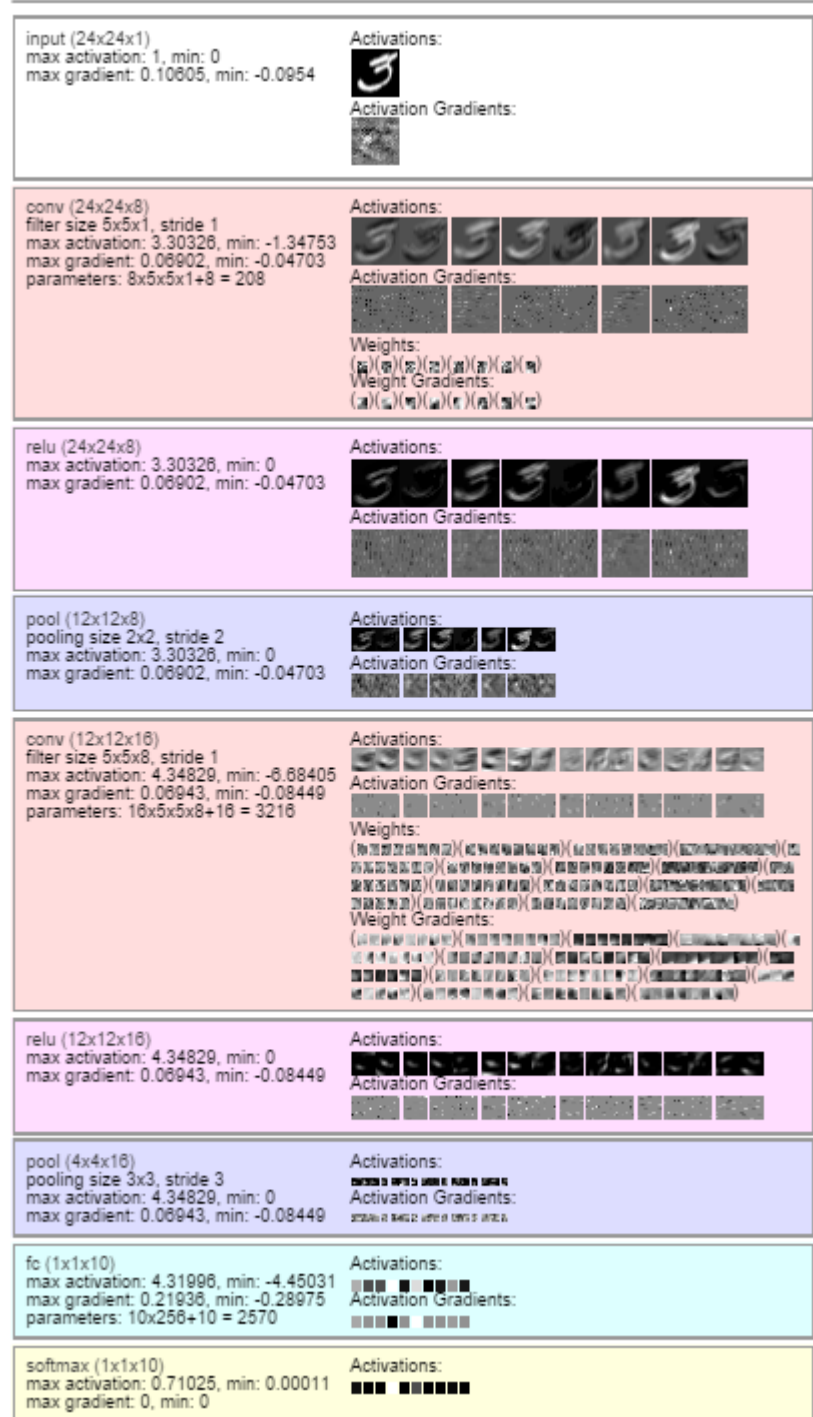 input (24x24x1)
max activation: 1, min: 0
max gradient: 0.10605, min: -0.0954
Activations:
Activation Gradients:
conv (24x24x8)
filter size 5x5x1, stride 1
max activation: 3.30326, min: -1.34753
max gradient: 0.06902, min: -0.04703
parameters: 8x5x5x1+8 = 208
Activations:
Activation Gradients:
Weights:
()()()()()()()()
Weight Gradients:
()()()()()()()()
relu (24x24x8)
max activation: 3.30326, min: 0
max gradient: 0.06902, min: -0.04703
Activations:
Activation Gradients:
pool (12x12x8)
pooling size 2x2, stride 2
max activation: 3.30326, min: 0
max gradient: 0.06902, min: -0.04703
Activations:
Activation Gradients:
conv (12x12x16)
filter size 5x5x8, stride 1
max activation: 4.34829, min: -6.68405
max gradient: 0.06943, min: -0.08449
parameters: 16x5x5x8+16 = 3216
Activations:
Activation Gradients:
Weights:
Weight Gradients:
relu (12x12x16)
max activation: 4.34829, min: 0
max gradient: 0.06943, min: -0.08449
Activations:
Activation Gradients:
pool (4x4x16)
pooling size 3x3, stride 3
max activation: 4.34829, min: 0
max gradient: 0.06943, min: -0.08449
Activations:
Activation Gradients:
fc (1x1x10)
max activation: 4.31996, min: -4.45031
max gradient: 0.21936, min: -0.28975
parameters: 10x256+10 = 2570
Activations:
Activation Gradients:
softmax (1x1x10)
max activation: 0.71025, min: 0.00011
max gradient: 0, min: 0
Activations: